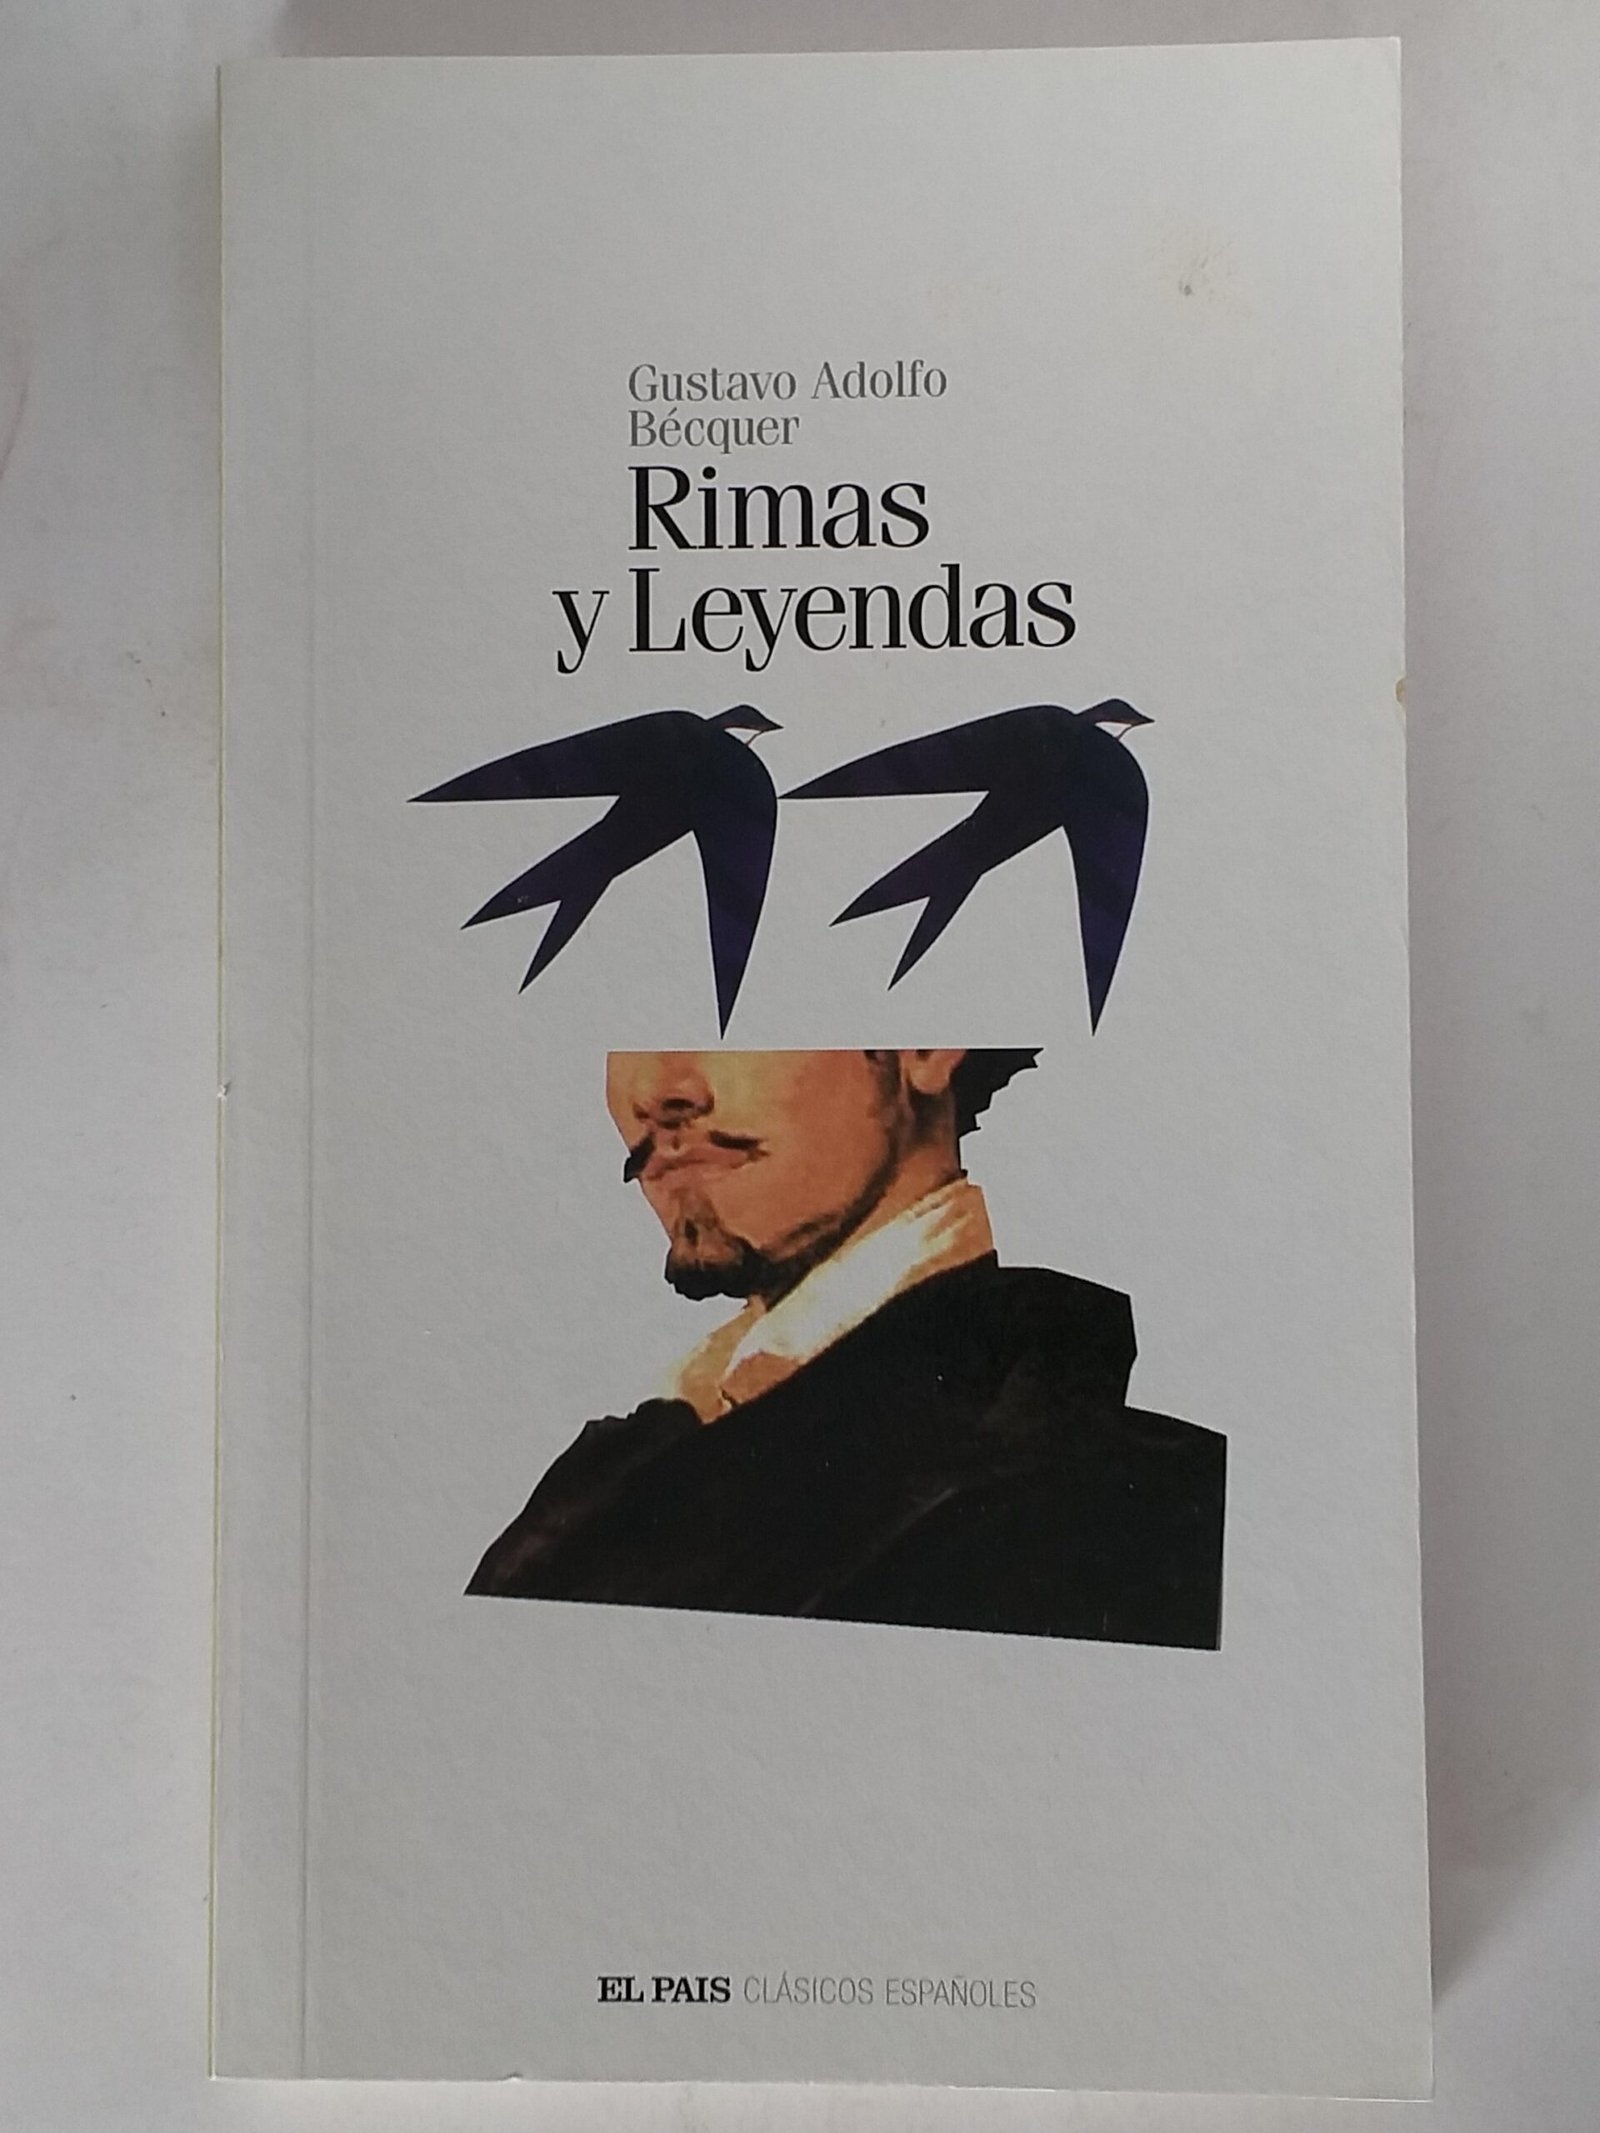 Gustavo Adolfo
Bécquer
Rimas
y Leyendas
EL PAIS CLÁSICOS ESPAÑOLES